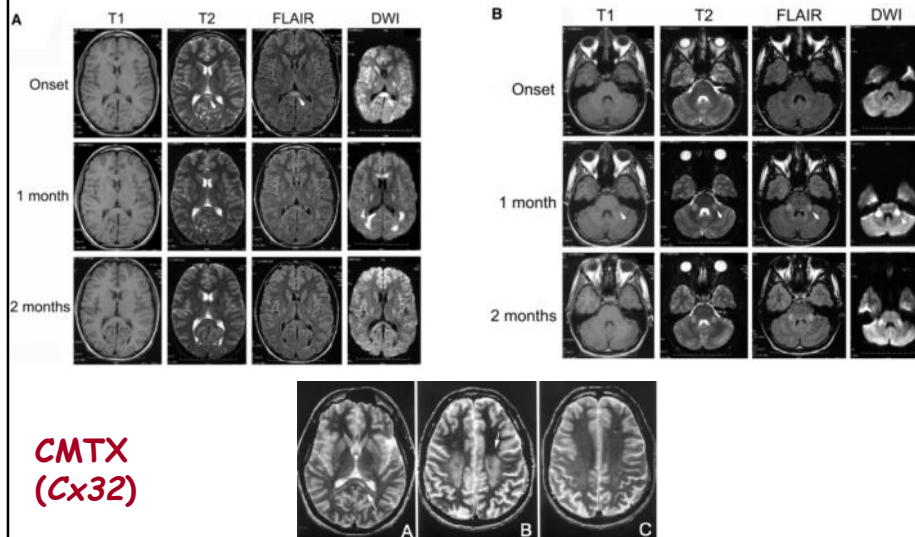 A
T1 T2 FLAIR DWI
Onset
1 month
2 months
B
T1 T2 FLAIR DWI
Onset
1 month
2 months
CMTX
(Cx32)
A B C